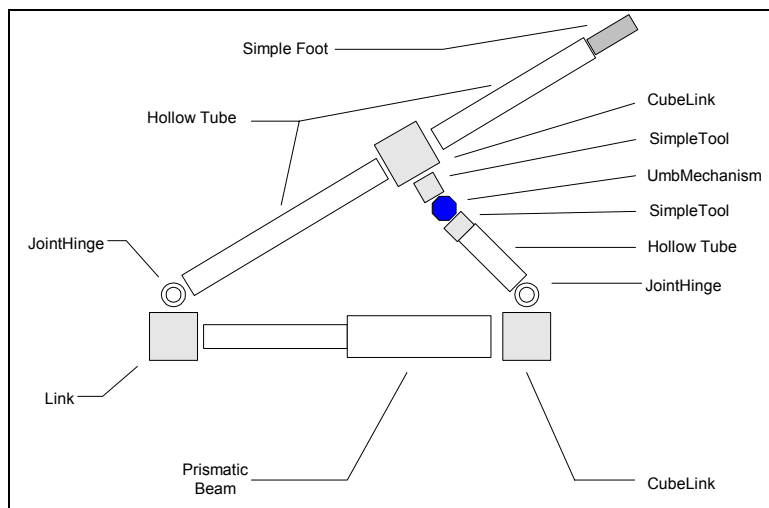 Simple Foot
Hollow Tube
CubeLink
SimpleTool
UmbMechanism
SimpleTool
Hollow Tube
JointHinge
JointHinge
Link
Prismatic
Beam
CubeLink